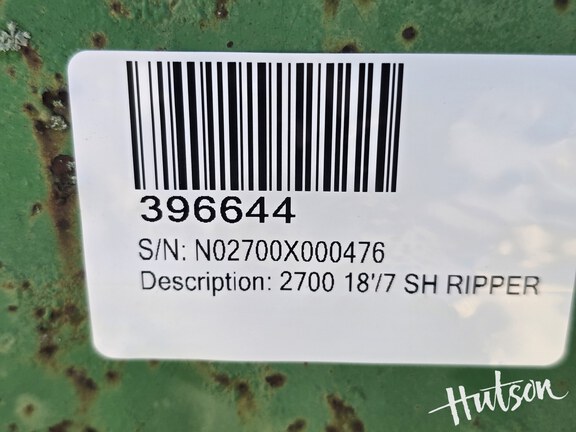 396644
S/N: N02700X000476
Description: 2700 18'/7 SH RIPPER
Hutson